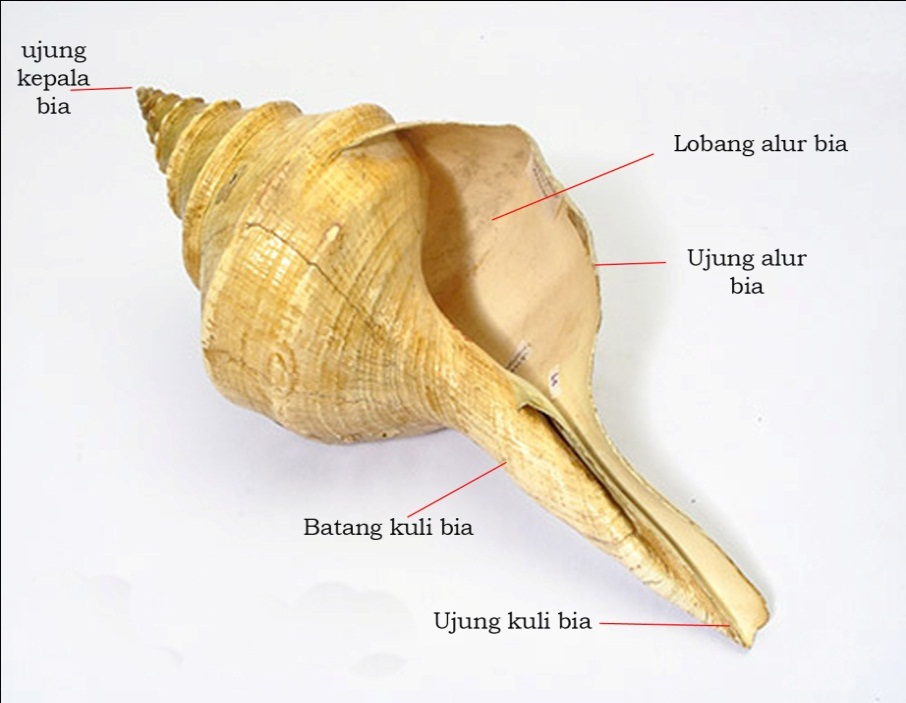 ujung
kepala
bia
Lobang alur bia
Ujung alur
bia
Batang kuli bia
Ujung kuli bia